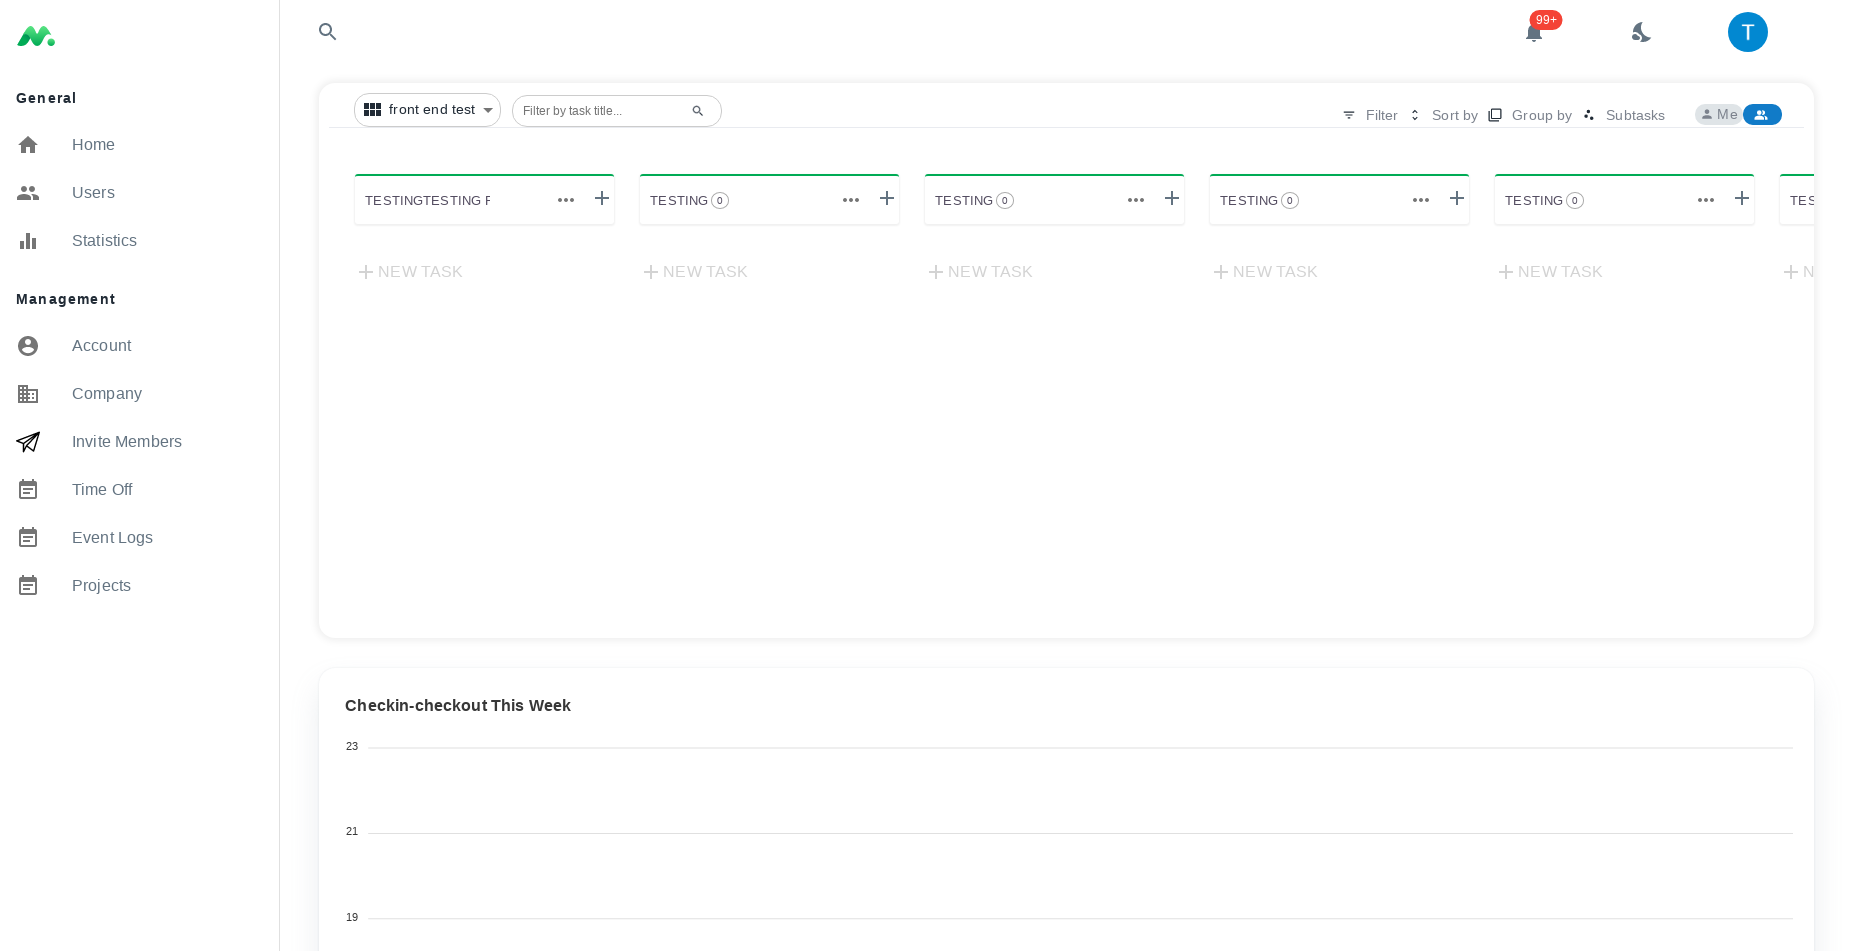 99+
T
General
Home
Users
Statistics
Management
Account
Company
Invite Members
Time Off
Event Logs
Projects
front end test
Filter by task title...
Filter
Sort by
Group by
Subtasks
Me
TESTINGTESTING
TESTING 0
TESTING 0
TESTING 0
TESTING 0
NEW TASK
NEW TASK
NEW TASK
NEW TASK
NEW TASK
Checkin-checkout This Week
23
21
19